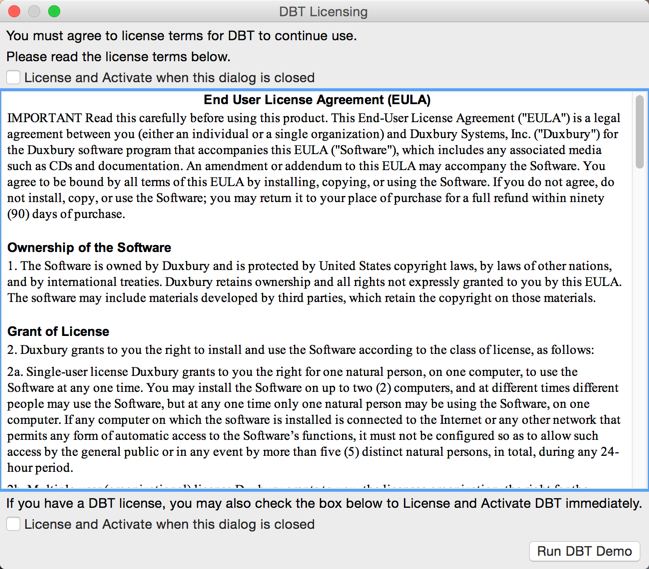 DBT Licensing
You must agree to license terms for DBT to continue use.
Please read the license terms below.
License and Activate when this dialog is closed
End User License Agreement (EULA)
IMPORTANT Read this carefully before using this product. This End-User License Agreement ("EULA") is a legal
agreement between you (either an individual or a single organization) and Duxbury Systems, Inc. ("Duxbury") for
the Duxbury software program that accompanies this EULA ("Software"), which includes any associated media
such as CDs and documentation. An amendment or addendum to this EULA may accompany the Software. You
agree to be bound by all terms of this EULA by installing, copying, or using the Software. If you do not agree, do
not install, copy, or use the Software; you may return it to your place of purchase for a full refund within ninety
(90) days of purchase.
Ownership of the Software
1. The Software is owned by Duxbury and is protected by United States copyright laws, by laws of other nations,
and by international treaties. Duxbury retains ownership and all rights not expressly granted to you by this EULA.
The software may include materials developed by third parties, which retain the copyright on those materials.
Grant of License
2. Duxbury grants to you the right to install and use the Software according to the class of license, as follows:
2a. Single-user license Duxbury grants to you the right for one natural person, on one computer, to use the
Software at any one time. You may install the Software on up to two (2) computers, and at different times different
people may use the Software, but at any one time only one natural person may be using the Software, on one
computer. If any computer on which the software is installed is connected to the Internet or any other network that
permits any form of automatic access to the Software's functions, it must not be configured so as to allow such
access by the general public or in any event by more than five (5) distinct natural persons, in total, during any 24-
hour period.
If you have a DBT license, you may also check the box below to License and Activate DBT immediately.
License and Activate when this dialog is closed
Run DBT Demo